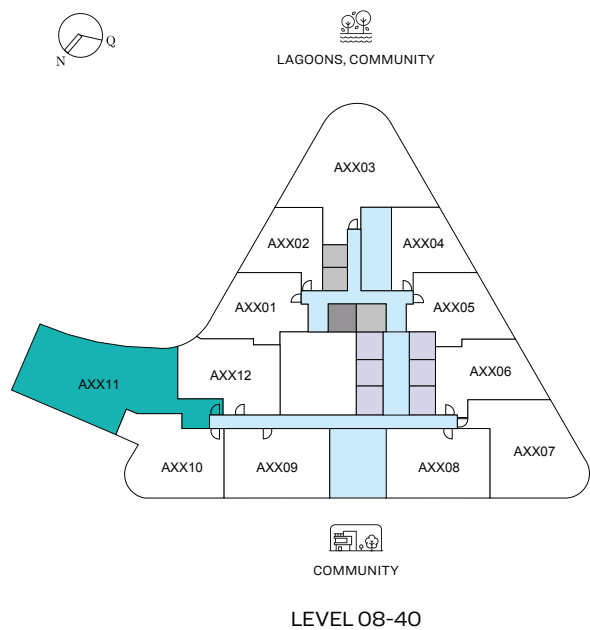 N
Q
LAGOONS, COMMUNITY
AXX03
AXX02
AXX04
AXX01
AXX05
AXX11
AXX12
AXX06
AXX10
AXX09
AXX08
AXX07
COMMUNITY
LEVEL 08-40